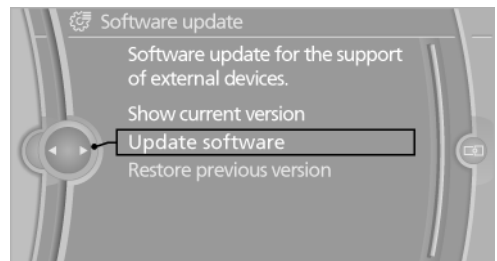 Software update
Software update for the support
of external devices.
Show current version
Update software
Restore previous version